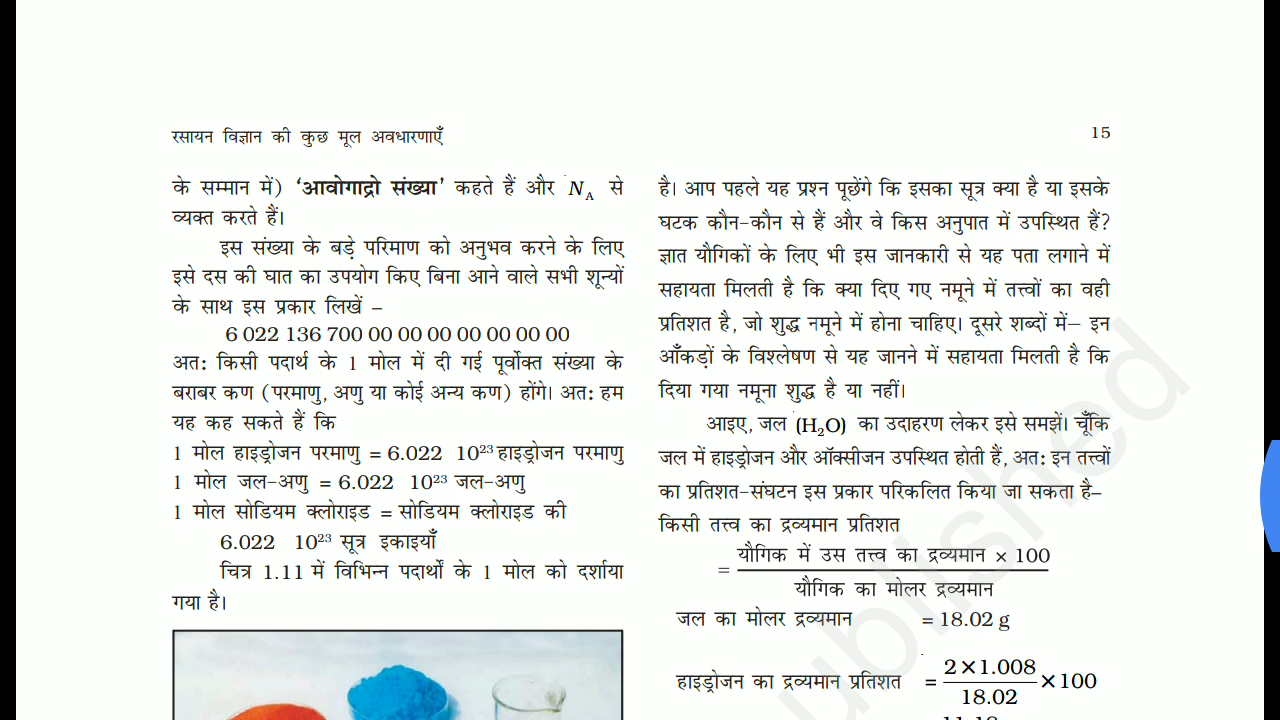 रसायन विज्ञान की कुछ मूल अवधारणाएँ
15
के सम्मान में) ‘आवोगाद्रो संख्या’ कहते हैं और N_A से
व्यक्त करते हैं।
इस संख्या के बड़े परिमाण को अनुभव करने के लिए
इसे दस की घात का उपयोग किए बिना आने वाले सभी शून्यों
के साथ इस प्रकार लिखें –
6 022 136 700 00 00 00 00 00 00 00
अत: किसी पदार्थ के 1 मोल में दी गई पूर्वोक्त संख्या के
बराबर कण (परमाणु, अणु या कोई अन्य कण) होंगे। अत: हम
यह कह सकते हैं कि
1 मोल हाइड्रोजन परमाणु = 6.022 10²³ हाइड्रोजन परमाणु
1 मोल जल-अणु = 6.022 10²³ जल-अणु
1 मोल सोडियम क्लोराइड = सोडियम क्लोराइड की
6.022 10²³ सूत्र इकाइयाँ
चित्र 1.11 में विभिन्न पदार्थों के 1 मोल को दर्शाया
गया है।
है। आप पहले यह प्रश्न पूछेंगे कि इसका सूत्र क्या है या इसके
घटक कौन-कौन से हैं और वे किस अनुपात में उपस्थित हैं?
ज्ञात यौगिकों के लिए भी इस जानकारी से यह पता लगाने में
सहायता मिलती है कि क्या दिए गए नमूने में तत्त्वों का वही
प्रतिशत है, जो शुद्ध नमूने में होना चाहिए। दूसरे शब्दों में– इन
आँकड़ों के विश्लेषण से यह जानने में सहायता मिलती है कि
दिया गया नमूना शुद्ध है या नहीं।
आइए, जल (H₂O) का उदाहरण लेकर इसे समझें। चूँकि
जल में हाइड्रोजन और ऑक्सीजन उपस्थित होती हैं, अत: इन तत्त्वों
का प्रतिशत-संघटन इस प्रकार परिकलित किया जा सकता है–
किसी तत्त्व का द्रव्यमान प्रतिशत
= यौगिक में उस तत्त्व का द्रव्यमान × 100
यौगिक का मोलर द्रव्यमान
जल का मोलर द्रव्यमान = 18.02 g
हाइड्रोजन का द्रव्यमान प्रतिशत = 2×1.008
18.02 ×100
ublished